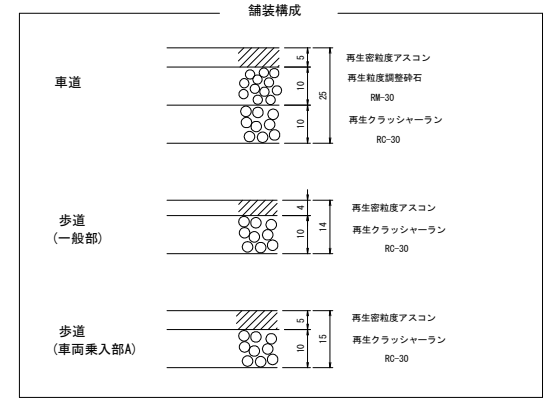 舗装構成
車道
5
10
10
25
再生密粒度アスコン
再生粒度調整砕石
RM-30
再生クラッシャーラン
RC-30
歩道
(一般部)
4
10
14
再生密粒度アスコン
再生クラッシャーラン
RC-30
歩道
(車両乗入部A)
5
10
15
再生密粒度アスコン
再生クラッシャーラン
RC-30